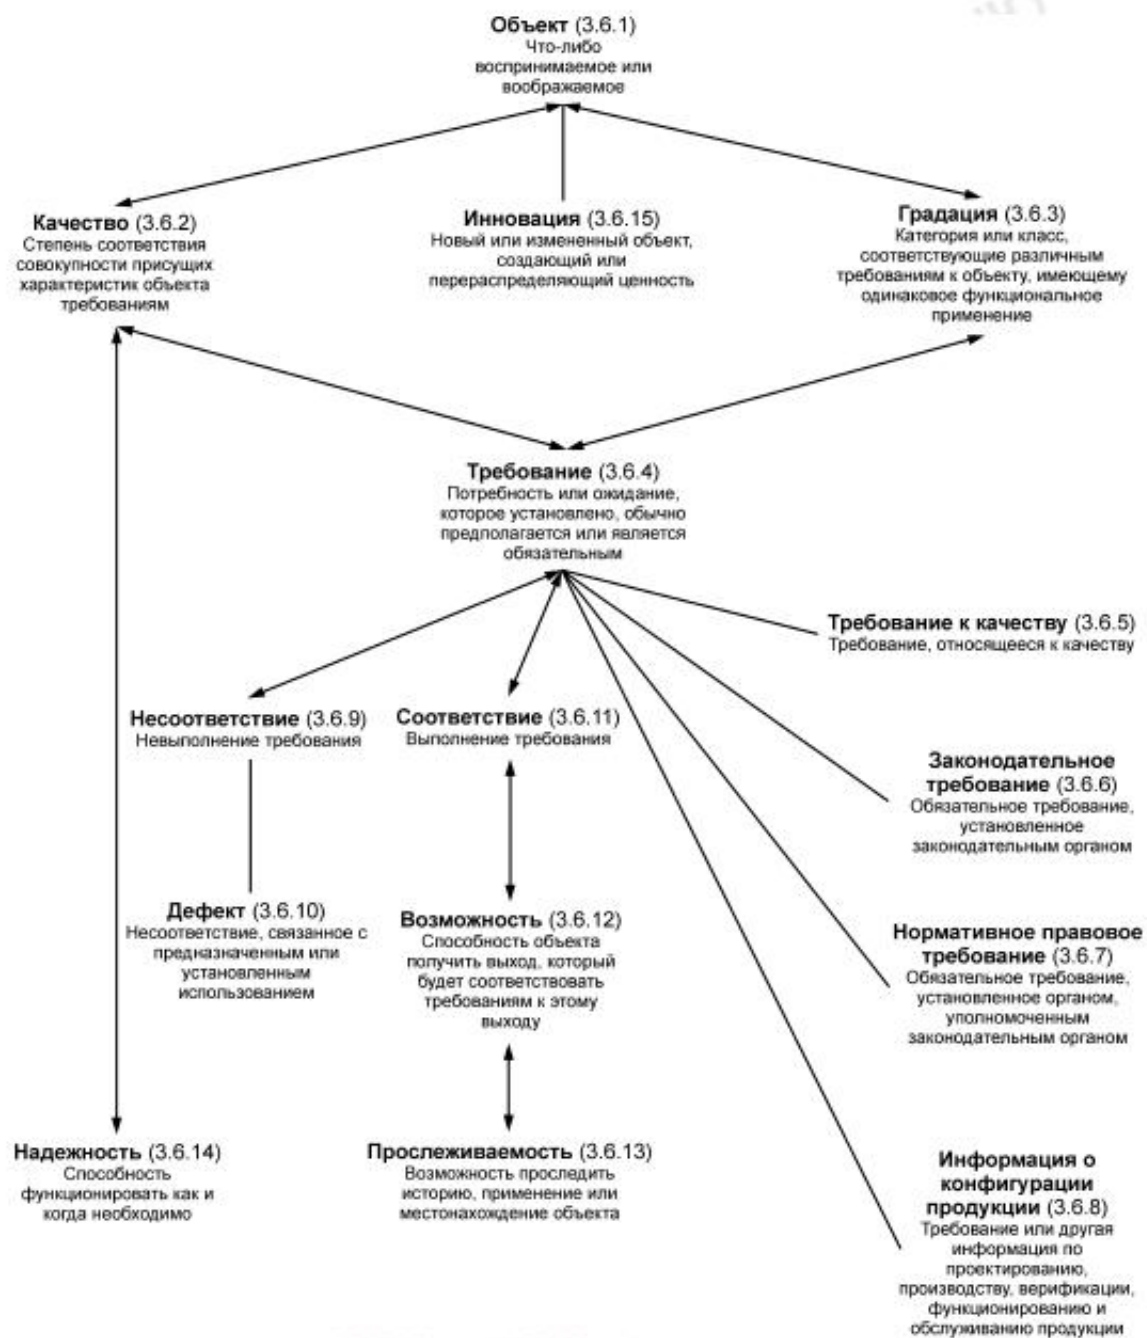 Объект (3.6.1)
Что-либо
воспринимаемое или
воображаемое
Качество (3.6.2)
Степень соответствия
совокупности присущих
характеристик объекта
требованиям
Инновация (3.6.15)
Новый или измененный объект,
создающий или
перераспределяющий ценность
Градация (3.6.3)
Категория или класс,
соответствующие различным
требованиям к объекту, имеющему
одинаковое функциональное
применение
Требование (3.6.4)
Потребность или ожидание,
которое установлено, обычно
предполагается или является
обязательным
Требование к качеству (3.6.5)
Требование, относящееся к качеству
Несоответствие (3.6.9)
Невыполнение требования
Соответствие (3.6.11)
Выполнение требования
Законодательное
требование (3.6.6)
Обязательное требование,
установленное
законодательным органом
Дефект (3.6.10)
Несоответствие, связанное с
предназначенным или
установленным
использованием
Возможность (3.6.12)
Способность объекта
получить выход, который
будет соответствовать
требованиям к этому
выходу
Нормативное правовое
требование (3.6.7)
Обязательное требование,
установленное органом,
уполномоченным
законодательным органом
Надежность (3.6.14)
Способность
функционировать как и
когда необходимо
Прослеживаемость (3.6.13)
Возможность проследить
историю, применение или
местонахождение объекта
Информация о
конфигурации
продукции (3.6.8)
Требование или другая
информация по
проектированию,
производству, верификации,
функционированию и
обслуживанию продукции